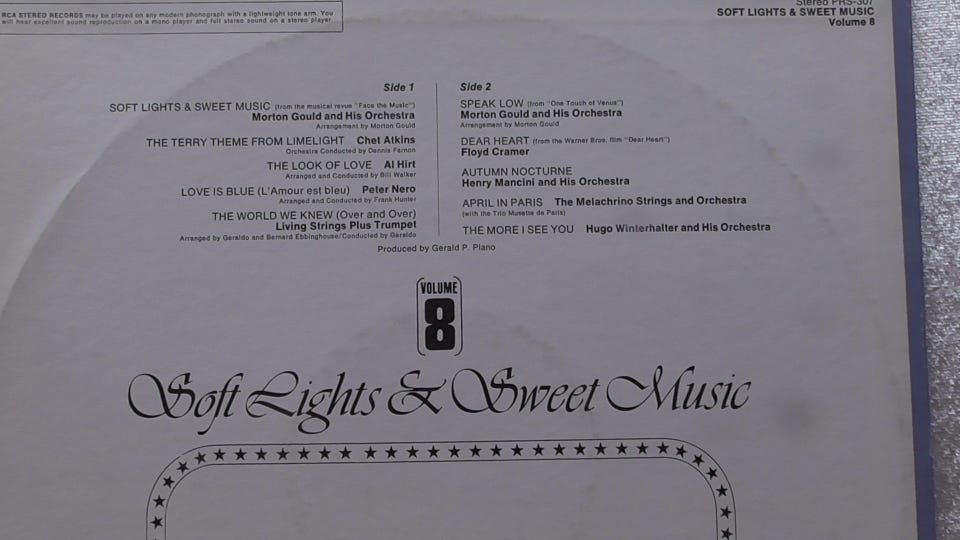 RCA STEREO RECORDS may be played on any modern phonograph with a lightweight tone arm. You
will hear excellent sound reproduction on a mono player and full stereo sound on a stereo player.
Stereo PRS-307
SOFT LIGHTS & SWEET MUSIC
Volume 8
Side 1
SOFT LIGHTS & SWEET MUSIC (from the musical revue "Face the Music")
Morton Gould and His Orchestra
Arrangement by Morton Gould
THE TERRY THEME FROM LIMELIGHT Chet Atkins
Orchestra Conducted by Dennis Farnon
THE LOOK OF LOVE Al Hirt
Arranged and Conducted by Bill Walker
LOVE IS BLUE (L'Amour est bleu) Peter Nero
Arranged and Conducted by Frank Hunter
THE WORLD WE KNEW (Over and Over)
Living Strings Plus Trumpet
Arranged by Geraldo and Bernard Ebbinghouse/Conducted by Geraldo
Side 2
SPEAK LOW (from "One Touch of Venus")
Morton Gould and His Orchestra
Arrangement by Morton Gould
DEAR HEART (from the Warner Bros. film "Dear Heart")
Floyd Cramer
AUTUMN NOCTURNE
Henry Mancini and His Orchestra
APRIL IN PARIS The Melachrino Strings and Orchestra
(with the Trio Musette de Paris)
THE MORE I SEE YOU Hugo Winterhalter and His Orchestra
Produced by Gerald P. Plano
VOLUME
8
Soft Lights & Sweet Music